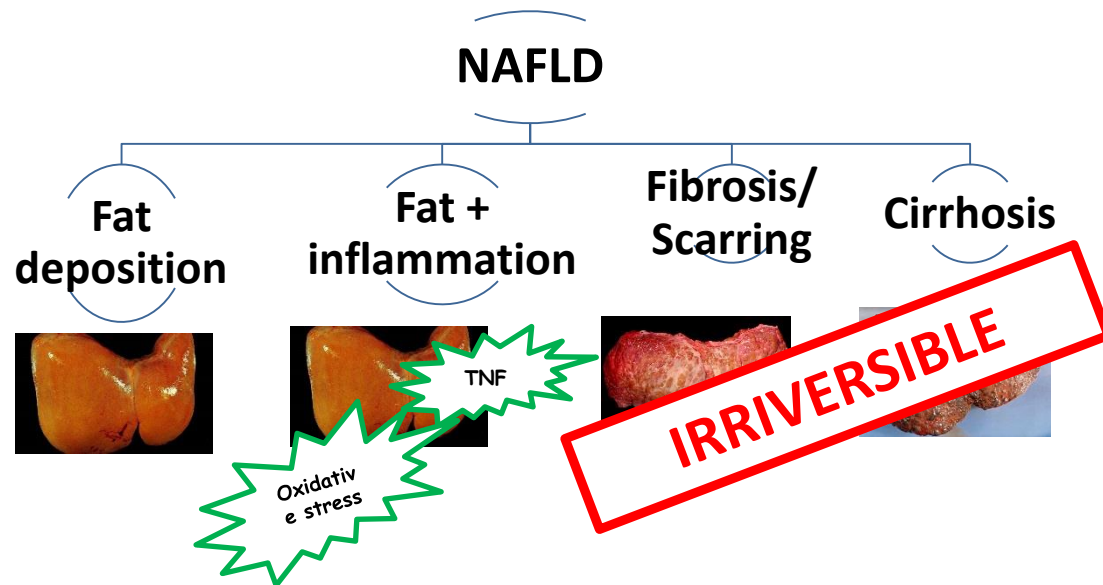 NAFLD
Fat
deposition
Fat +
inflammation
Fibrosis/
Scarring
Cirrhosis
TNF
Oxidativ
e stress
IRRIVERSIBLE